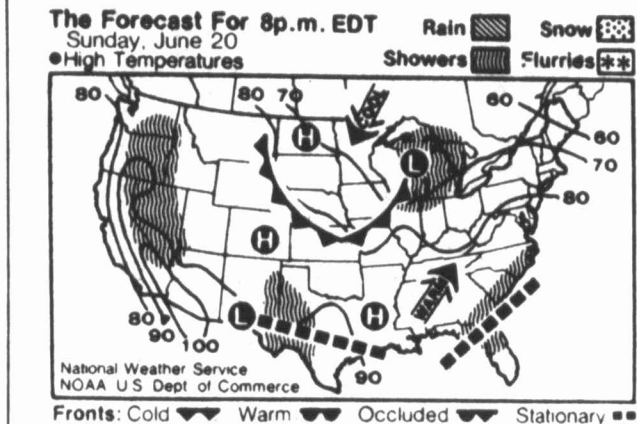 The Forecast For 8p.m. EDT
Sunday, June 20
●High Temperatures
Rain
Snow
Showers
Flurries
80
80 70
60
60
70
80
H
L
H
WARM
L
H
80
90
100
90
National Weather Service
NOAA U S Dept of Commerce
Fronts: Cold Warm Occluded Stationary